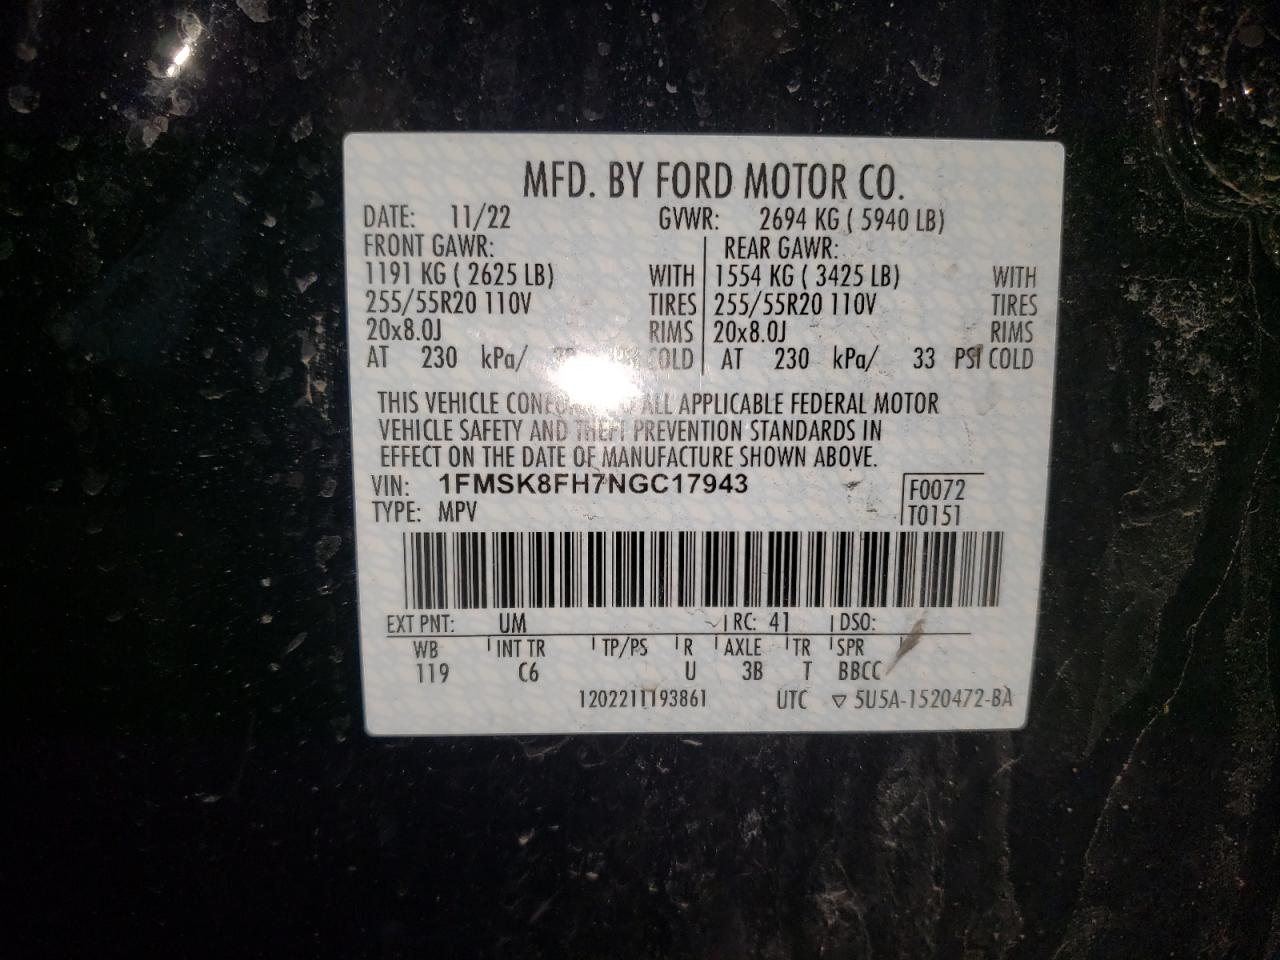 MFD. BY FORD MOTOR CO.
DATE: 11/22 GVWR: 2694 KG ( 5940 LB)
FRONT GAWR: REAR GAWR:
1191 KG ( 2625 LB) WITH 1554 KG ( 3425 LB) WITH
255/55R20 110V TIRES 255/55R20 110V TIRES
20x8.0J RIMS 20x8.0J RIMS
AT 230 kPa/ COLD AT 230 kPa/ 33 PSI COLD
THIS VEHICLE ALL APPLICABLE FEDERAL MOTOR
VEHICLE SAFETY AND THEFT PREVENTION STANDARDS IN
EFFECT ON THE DATE OF MANUFACTURE SHOWN ABOVE.
VIN: 1FMSK8FH7NGC17943 F0072
TYPE: MPV T0151
EXT PNT: UM RC: 41 DSO:
WB INT TR TP/PS R AXLE TR SPR
119 C6 U 3B T BBCC
1202211193861 UTC ▽ 5U5A-1520472-BA